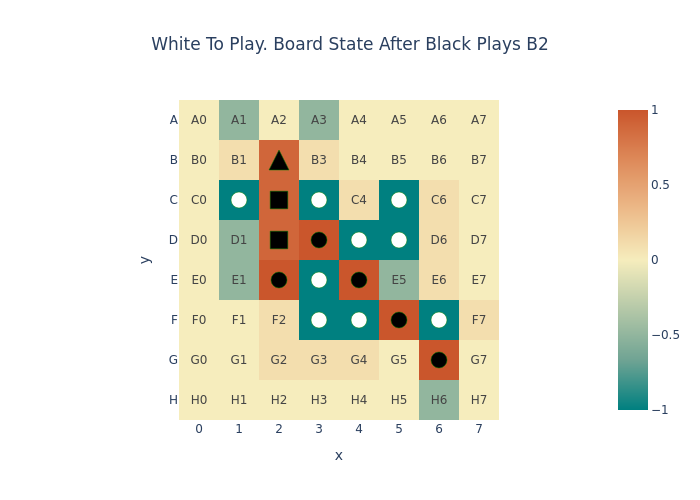 White To Play. Board State After Black Plays B2
A A0 A1 A2 A3 A4 A5 A6 A7 1
B B0 B1 B3 B4 B5 B6 B7
0.5
C C0 C4 C6 C7
D D0 D1 D6 D7 0
y
E E0 E1 E5 E6 E7
F F0 F1 F2 F7 −0.5
G G0 G1 G2 G3 G4 G5 G7
H H0 H1 H2 H3 H4 H5 H6 H7 −1
0 1 2 3 4 5 6 7
x